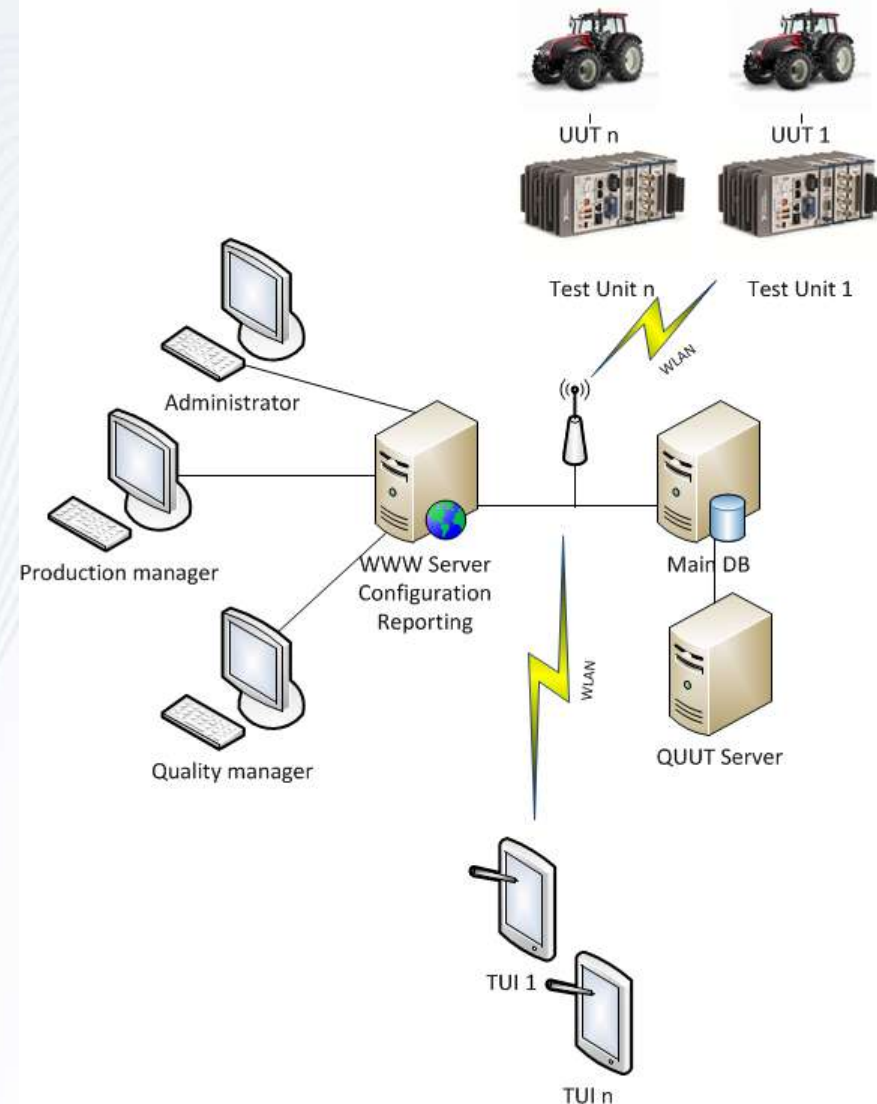 UUT n
UUT 1
Test Unit n
Test Unit 1
WLAN
Administrator
Production manager
WWW Server
Configuration
Reporting
Main DB
WLAN
Quality manager
QUUT Server
TUI 1
TUI n